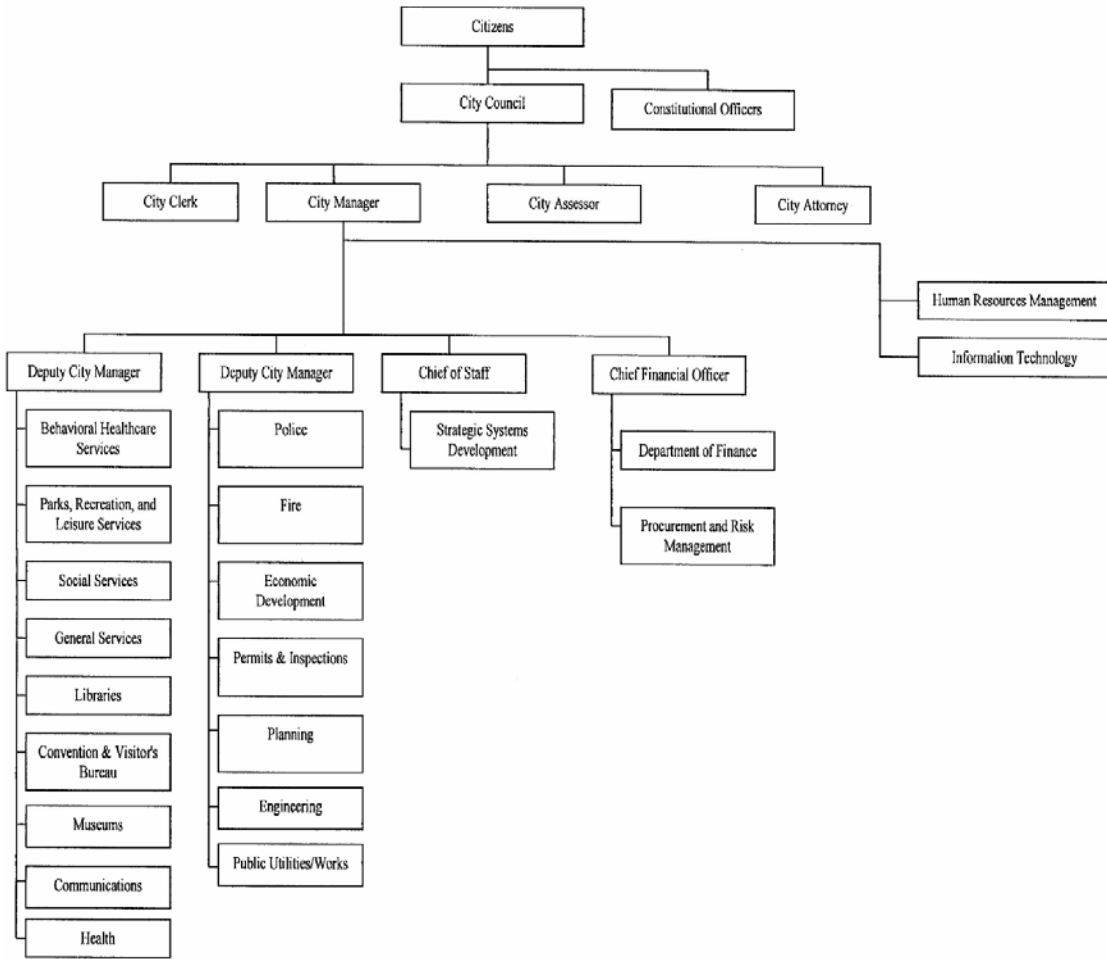 Citizens
City Council
Constitutional Officers
City Clerk
City Manager
City Assessor
City Attorney
Human Resources Management
Information Technology
Deputy City Manager
Deputy City Manager
Chief of Staff
Chief Financial Officer
Behavioral Healthcare
Services
Parks, Recreation, and
Leisure Services
Social Services
General Services
Libraries
Convention & Visitor's
Bureau
Museums
Communications
Health
Police
Fire
Economic
Development
Permits & Inspections
Planning
Engineering
Public Utilities/Works
Strategic Systems
Development
Department of Finance
Procurement and Risk
Management